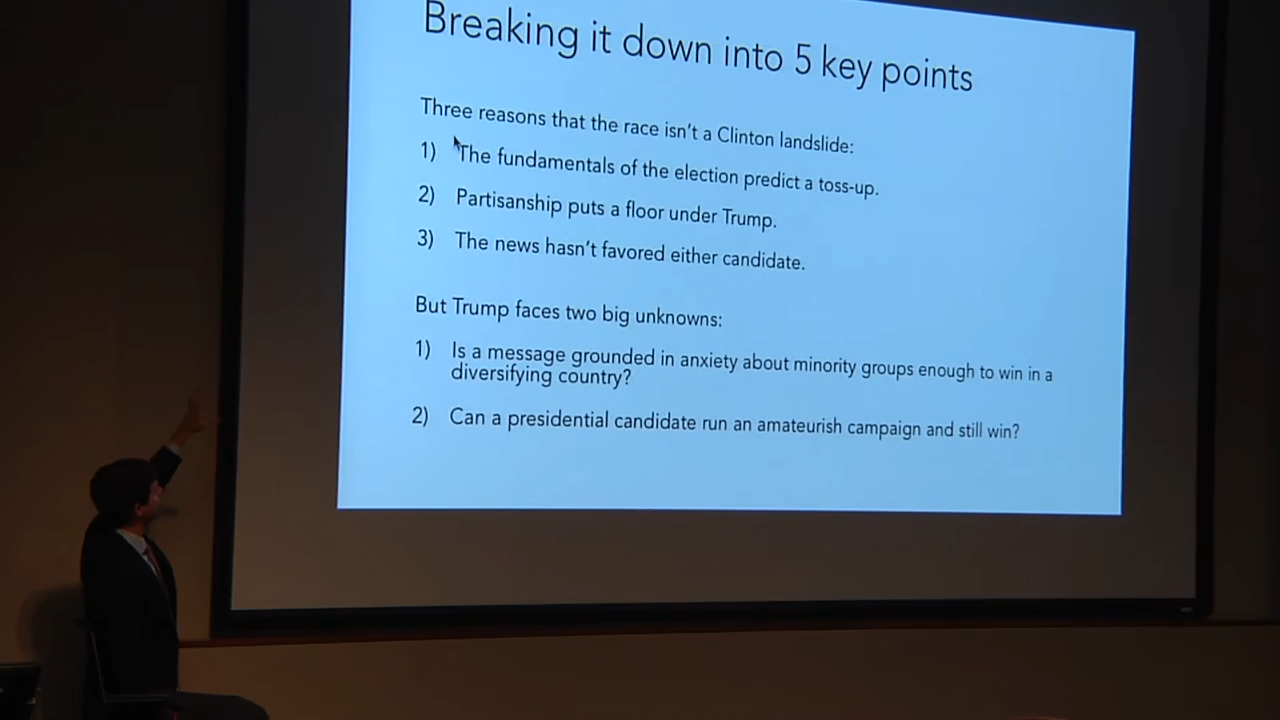 Breaking it down into 5 key points
Three reasons that the race isn't a Clinton landslide:
1) The fundamentals of the election predict a toss-up.
2) Partisanship puts a floor under Trump.
3) The news hasn't favored either candidate.
But Trump faces two big unknowns:
1) Is a message grounded in anxiety about minority groups enough to win in a
diversifying country?
2) Can a presidential candidate run an amateurish campaign and still win?